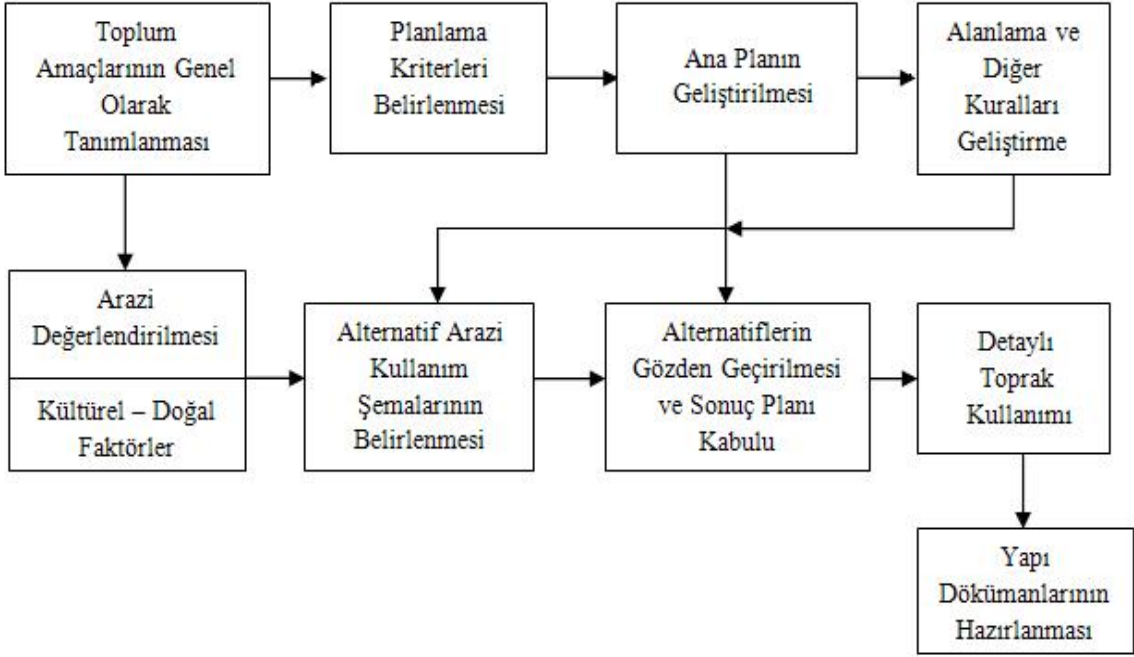 Toplum
Amaçlarının Genel
Olarak
Tanımlanması
Planlama
Kriterleri
Belirlenmesi
Ana Planın
Geliştirilmesi
Alanlama ve
Diğer
Kuralları
Geliştirme
Arazi
Değerlendirilmesi
Kültürel – Doğal
Faktörler
Alternatif Arazi
Kullanım
Şemalarının
Belirlenmesi
Alternatiflerin
Gözden Geçirilmesi
ve Sonuç Planı
Kabulu
Detaylı
Toprak
Kullanımı
Yapı
Dökümanlarının
Hazırlanması